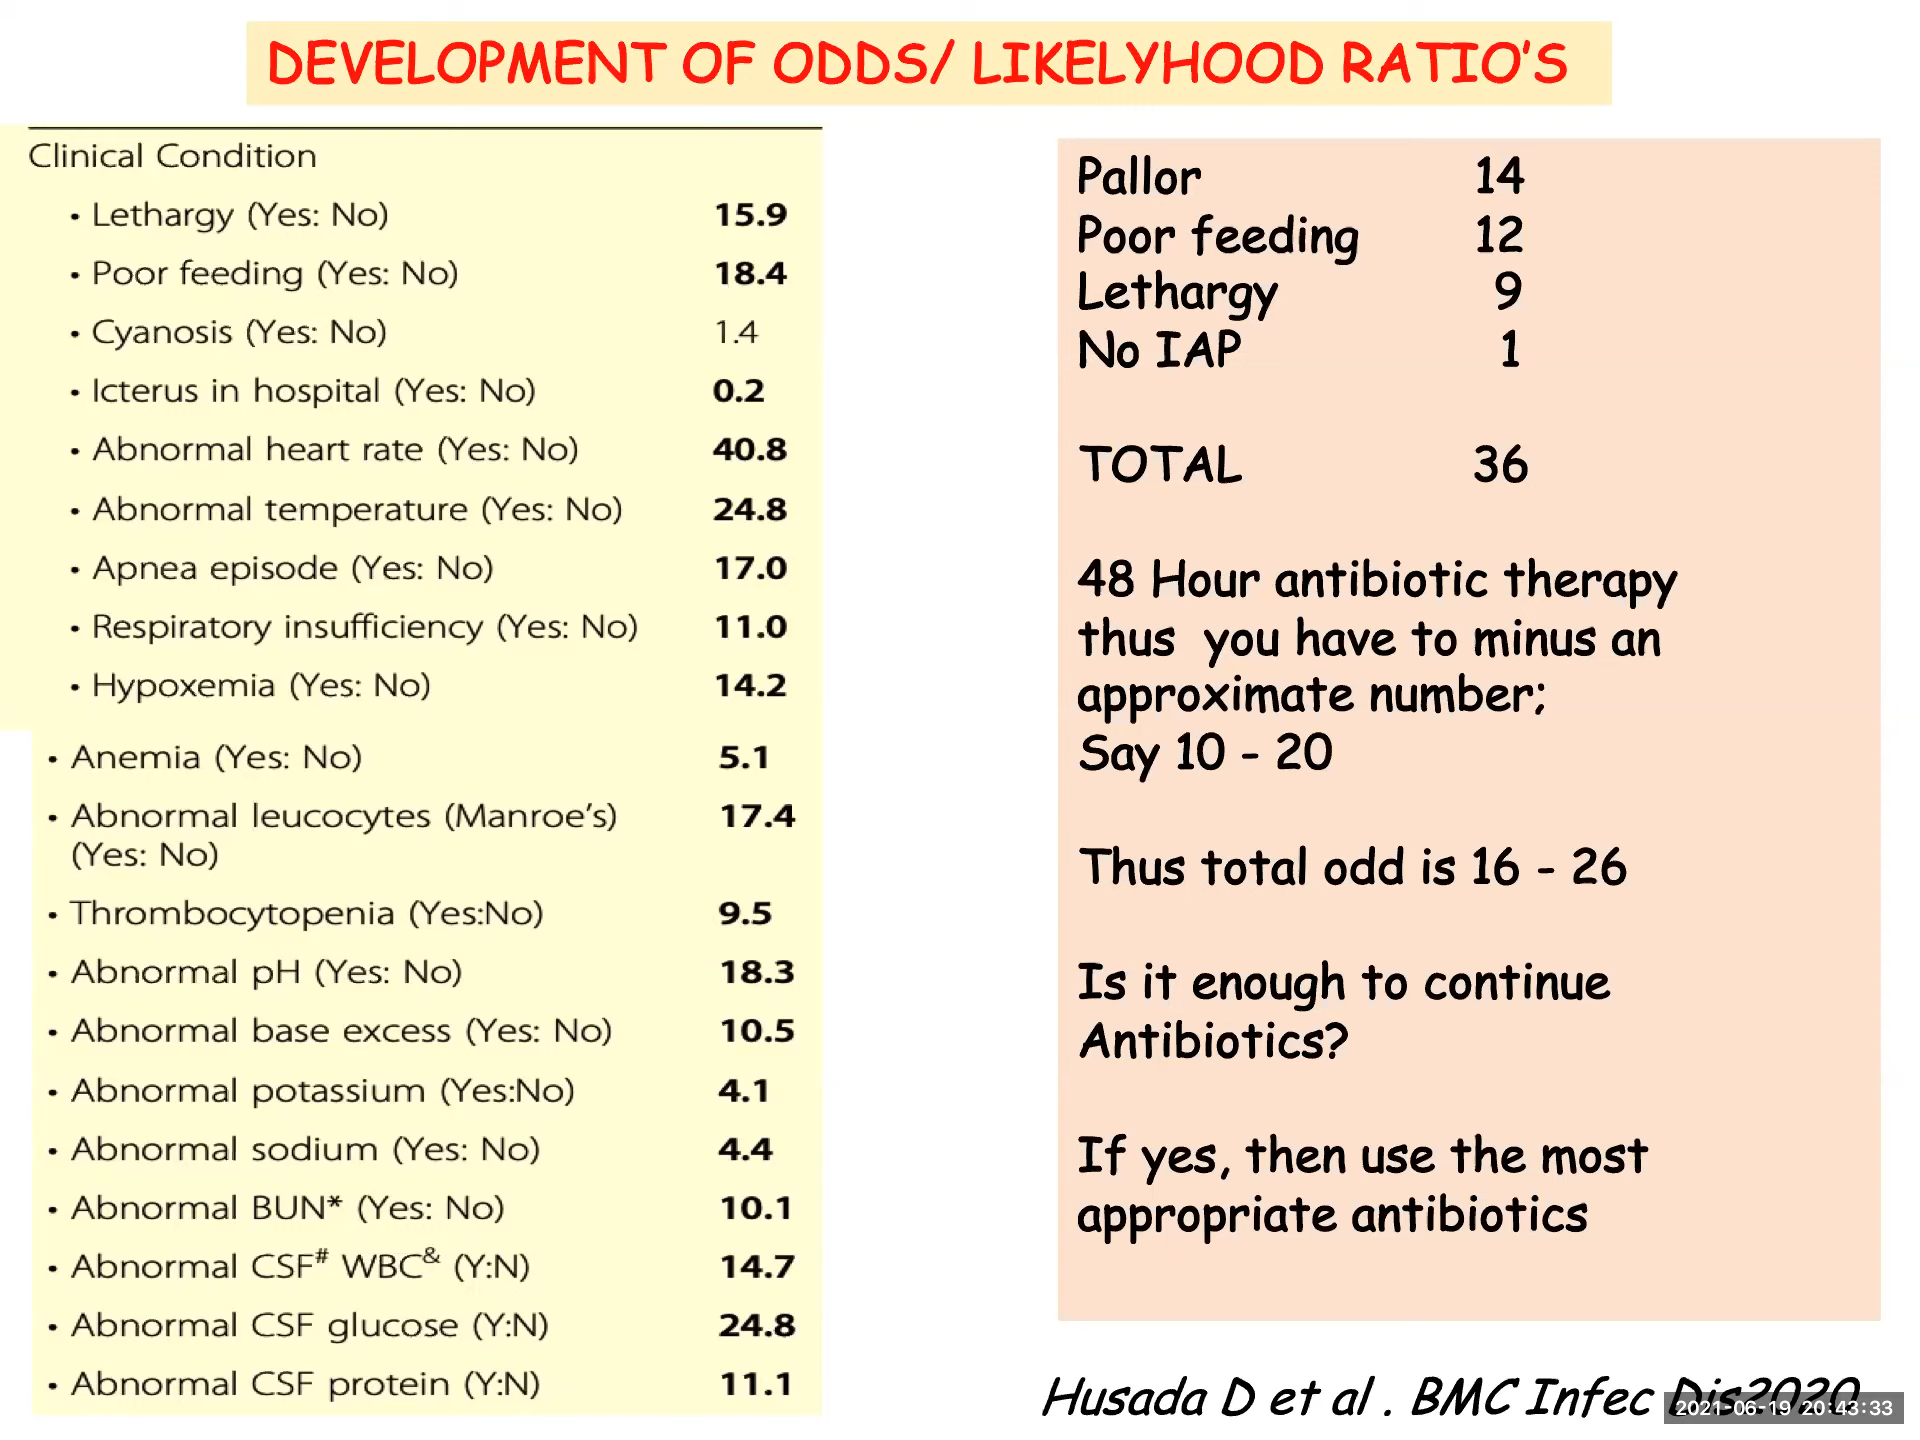 DEVELOPMENT OF ODDS/ LIKELYHOOD RATIO'S
Clinical Condition
• Lethargy (Yes: No) 15.9
• Poor feeding (Yes: No) 18.4
• Cyanosis (Yes: No) 1.4
• Icterus in hospital (Yes: No) 0.2
• Abnormal heart rate (Yes: No) 40.8
• Abnormal temperature (Yes: No) 24.8
• Apnea episode (Yes: No) 17.0
• Respiratory insufficiency (Yes: No) 11.0
• Hypoxemia (Yes: No) 14.2
• Anemia (Yes: No) 5.1
• Abnormal leucocytes (Manroe's) 17.4
(Yes: No)
• Thrombocytopenia (Yes:No) 9.5
• Abnormal pH (Yes: No) 18.3
• Abnormal base excess (Yes: No) 10.5
• Abnormal potassium (Yes:No) 4.1
• Abnormal sodium (Yes: No) 4.4
• Abnormal BUN* (Yes: No) 10.1
• Abnormal CSF# WBC& (Y:N) 14.7
• Abnormal CSF glucose (Y:N) 24.8
• Abnormal CSF protein (Y:N) 11.1
Pallor 14
Poor feeding 12
Lethargy 9
No IAP 1
TOTAL 36
48 Hour antibiotic therapy
thus you have to minus an
approximate number;
Say 10 - 20
Thus total odd is 16 - 26
Is it enough to continue
Antibiotics?
If yes, then use the most
appropriate antibiotics
Husada D et al . BMC Infec Dis2020
2021-06-19 20:43:33